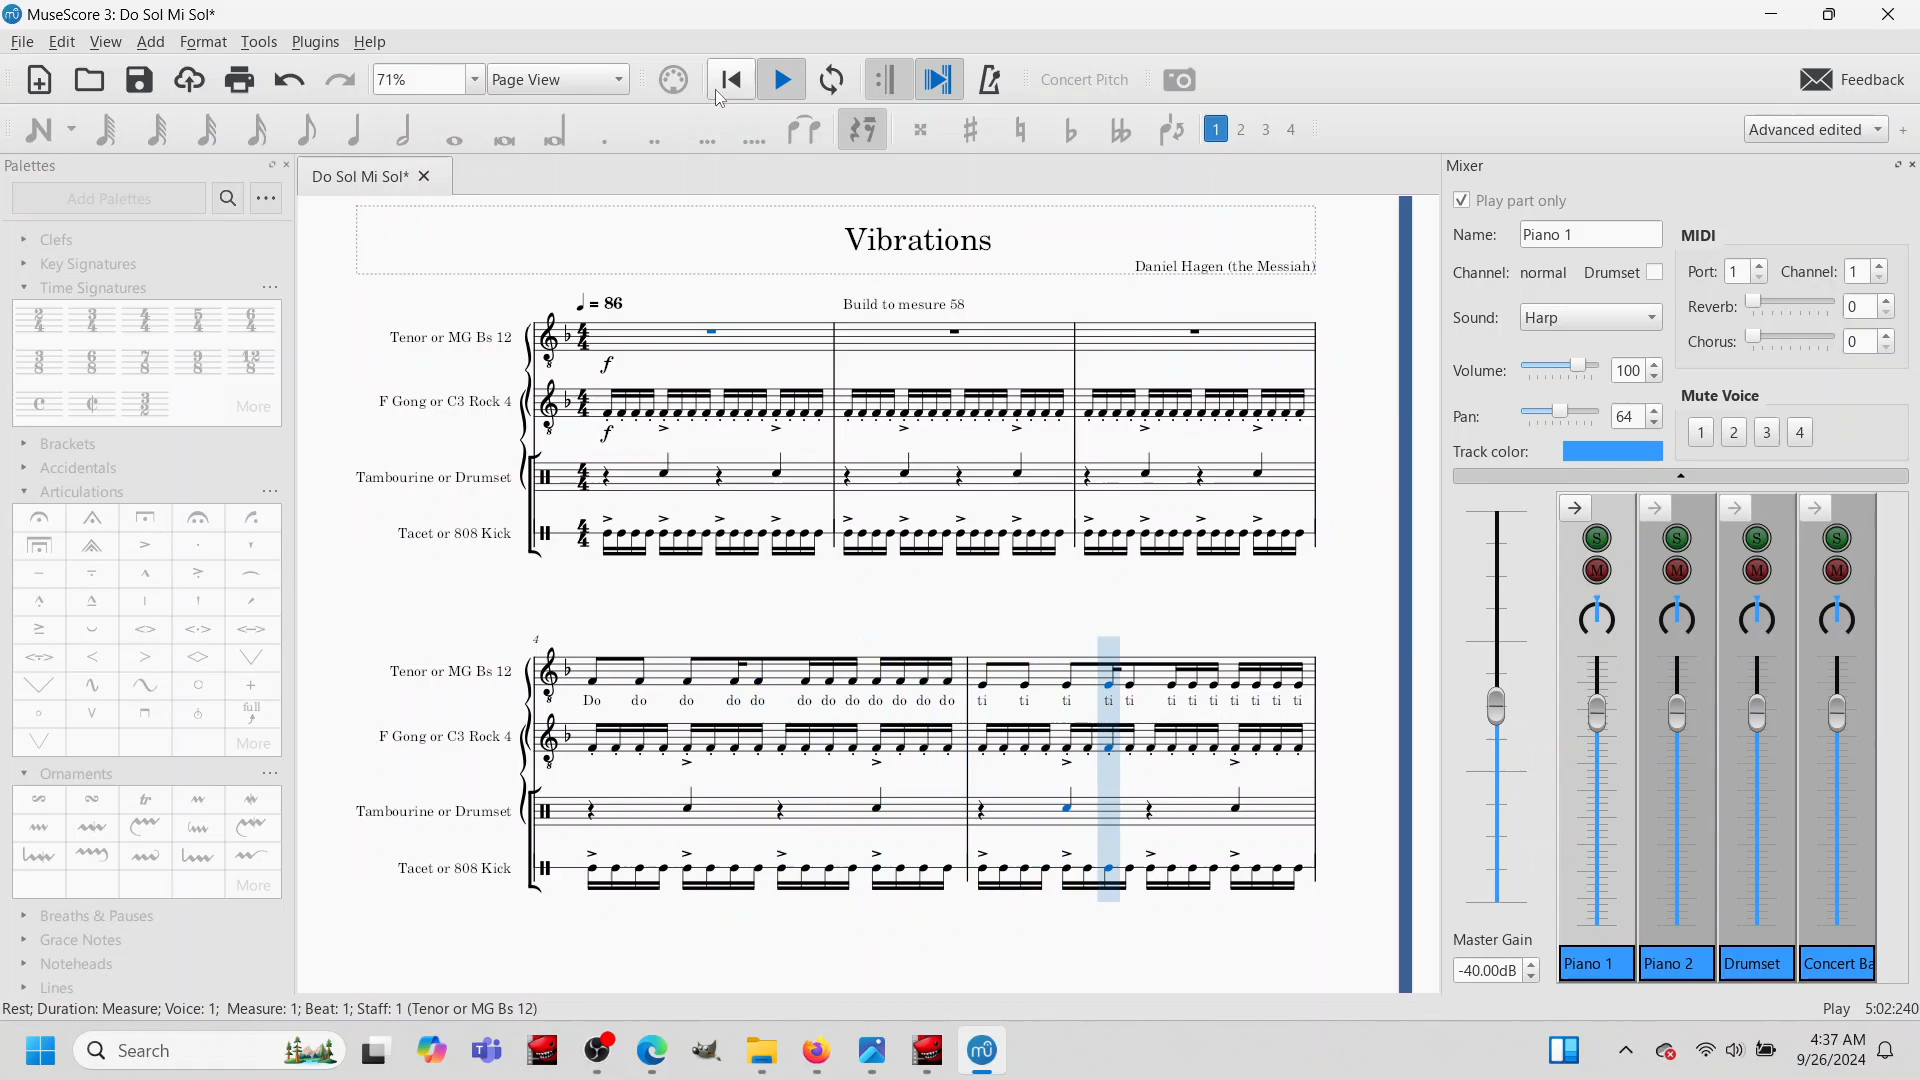 MuseScore 3: Do Sol Mi Sol*
File Edit View Add Format Tools Plugins Help
71% Page View Concert Pitch Feedback
1 2 3 4 Advanced edited +
Palettes
Add Palettes
Clefs
Key Signatures
Time Signatures
More
Brackets
Accidentals
Articulations
full
More
Ornaments
More
Breaths & Pauses
Grace Notes
Noteheads
Lines
Do Sol Mi Sol*
Vibrations
Daniel Hagen (the Messiah)
= 86
Build to mesure 58
Tenor or MG Bs 12
f
F Gong or C3 Rock 4
f
Tambourine or Drumset
Tacet or 808 Kick
4
Tenor or MG Bs 12
Do do do do do do do do do do do do ti ti ti ti ti ti ti ti ti ti ti ti
F Gong or C3 Rock 4
Tambourine or Drumset
Tacet or 808 Kick
Mixer
Play part only
Name: Piano 1
Channel: normal Drumset
Sound: Harp
Volume: 100
Pan: 64
Track color:
MIDI
Port: 1 Channel: 1
Reverb: 0
Chorus: 0
Mute Voice
1 2 3 4
S S S S
M M M M
Master Gain
-40.00dB
Piano 1 Piano 2 Drumset Concert Ba
Rest; Duration: Measure; Voice: 1; Measure: 1; Beat: 1; Staff: 1 (Tenor or MG Bs 12)
Play 5:02:240
Search
4:37 AM
9/26/2024